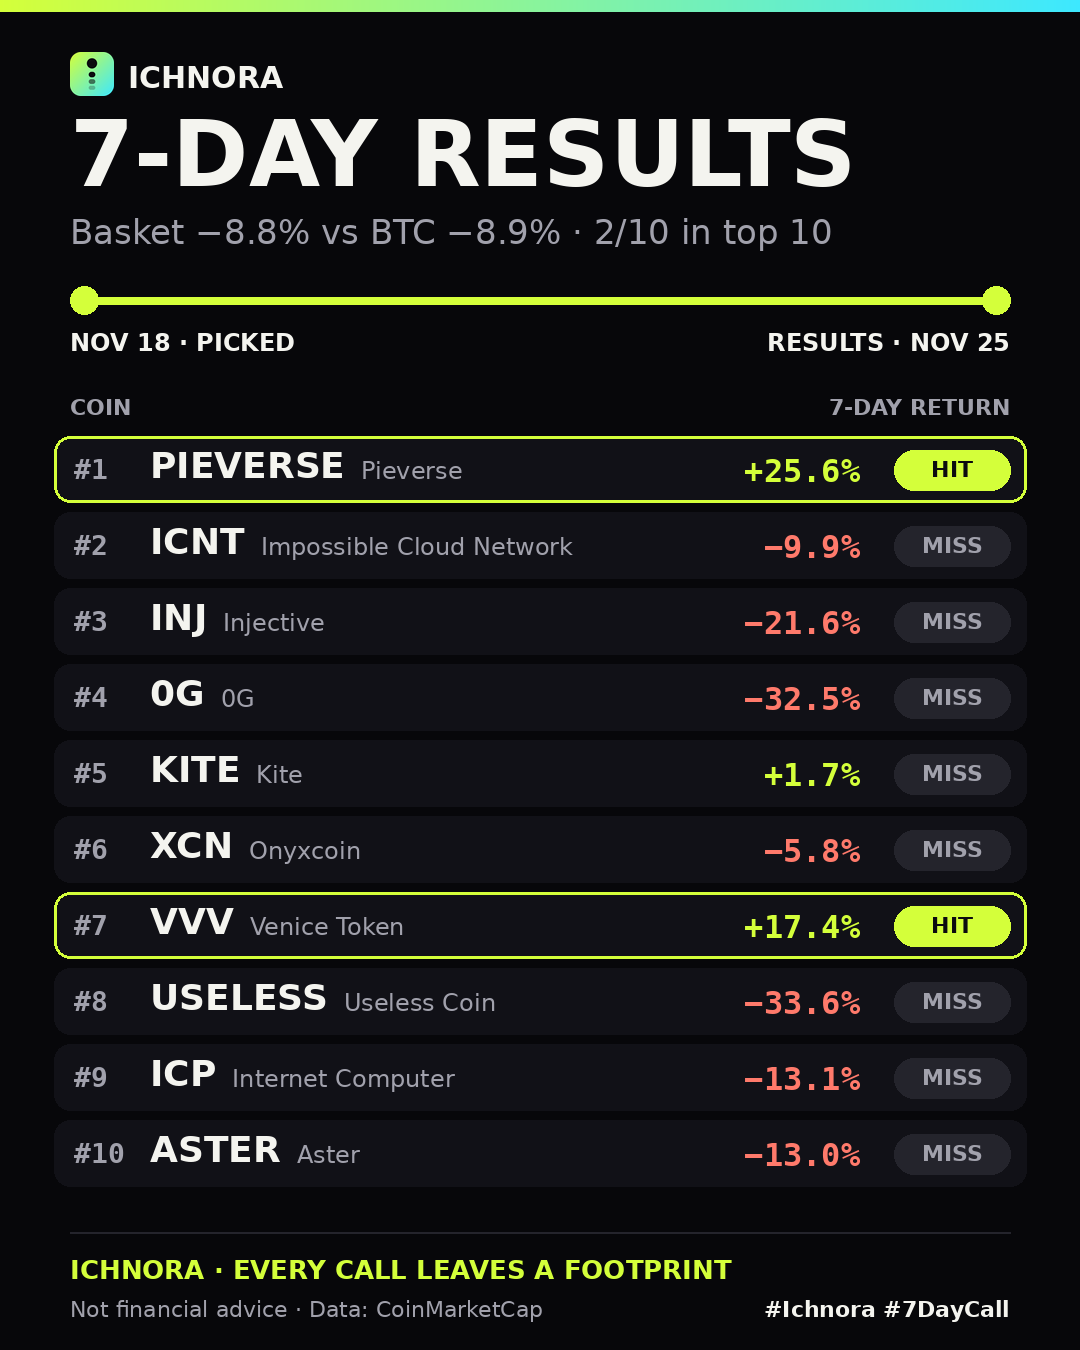 ICHNORA
7-DAY RESULTS
Basket −8.8% vs BTC −8.9% · 2/10 in top 10
NOV 18 · PICKED RESULTS · NOV 25
COIN 7-DAY RETURN
#1 PIEVERSE Pieverse +25.6% HIT
#2 ICNT Impossible Cloud Network −9.9% MISS
#3 INJ Injective −21.6% MISS
#4 0G 0G −32.5% MISS
#5 KITE Kite +1.7% MISS
#6 XCN Onyxcoin −5.8% MISS
#7 VVV Venice Token +17.4% HIT
#8 USELESS Useless Coin −33.6% MISS
#9 ICP Internet Computer −13.1% MISS
#10 ASTER Aster −13.0% MISS
ICHNORA · EVERY CALL LEAVES A FOOTPRINT
Not financial advice · Data: CoinMarketCap #Ichnora #7DayCall